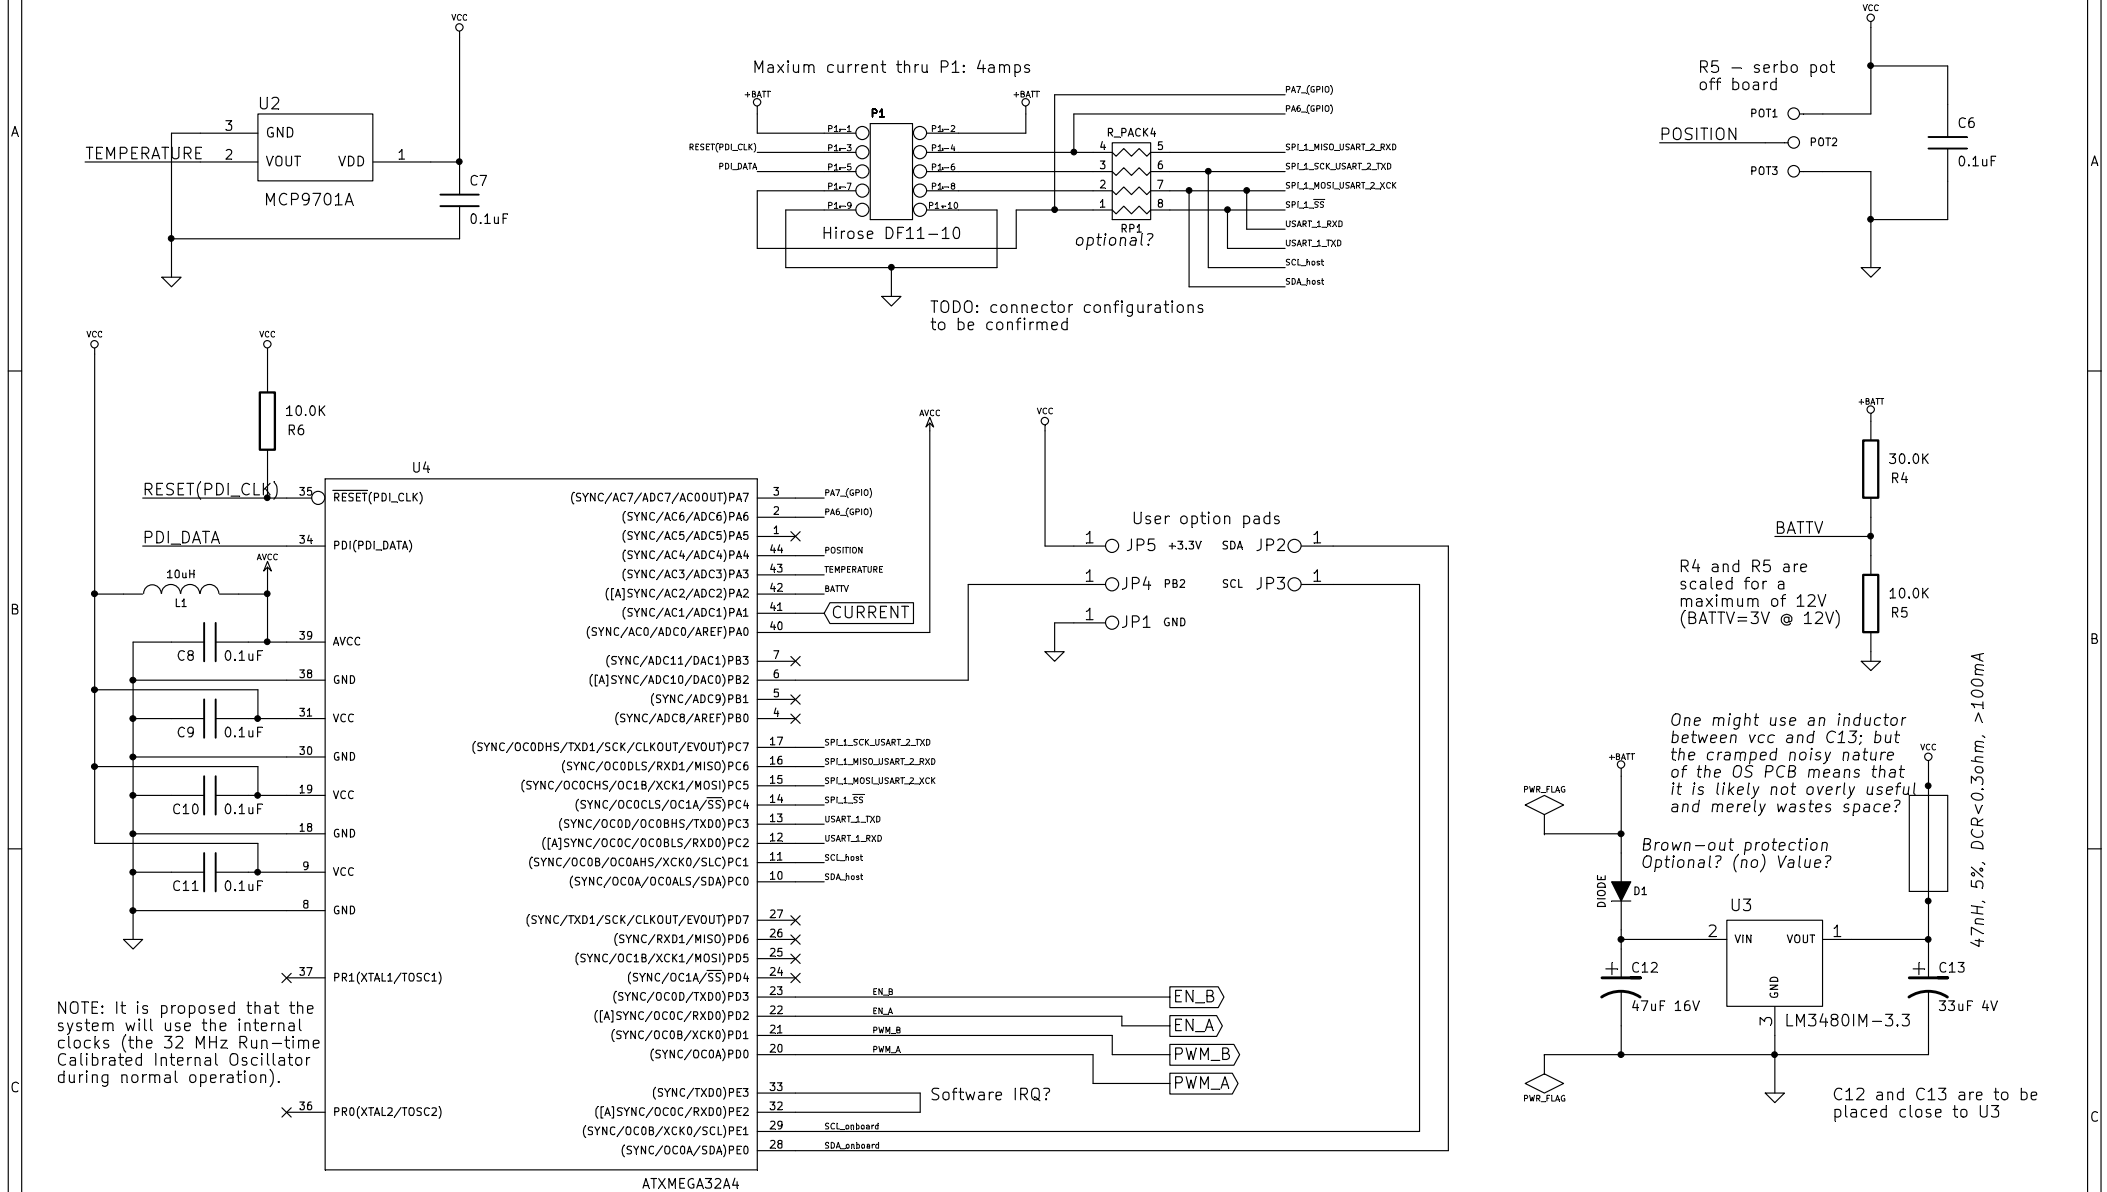 A
VCC
U2
3
GND
TEMPERATURE
2
VOUT
VDD
1
MCP9701A
C7
0.1uF
Maxium current thru P1: 4amps
+BATT
+BATT
P1
P1-1
P1-2
RESET(PDI_CLK)
P1-3
P1-4
PDI_DATA
P1-5
P1-6
P1-7
P1-8
P1-9
P1-10
Hirose DF11-10
R_PACK4
4
5
3
6
2
7
1
8
RP1
optional?
PA7_(GPIO)
PA6_(GPIO)
SPI_1_MISO_USART_2_RXD
SPI_1_SCK_USART_2_TXD
SPI_1_MOSI_USART_2_XCK
SPI_1_SS
USART_1_RXD
USART_1_TXD
SCL_host
SDA_host
TODO: connector configurations
to be confirmed
VCC
R5 - serbo pot
off board
POT1
POSITION
POT2
POT3
C6
0.1uF
A
VCC
VCC
10.0K
R6
U4
RESET(PDI_CLK)
35
RESET(PDI_CLK)
PDI_DATA
34
PDI(PDI_DATA)
AVCC
10uH
L1
B
39
AVCC
C8
0.1uF
38
GND
31
VCC
C9
0.1uF
30
GND
19
VCC
C10
0.1uF
18
GND
9
VCC
C11
0.1uF
8
GND
37
PR1(XTAL1/TOSC1)
NOTE: It is proposed that the
system will use the internal
clocks (the 32 MHz Run-time
Calibrated Internal Oscillator
during normal operation).
C
36
PR0(XTAL2/TOSC2)
(SYNC/AC7/ADC7/AC0OUT)PA7
3
PA7_(GPIO)
(SYNC/AC6/ADC6)PA6
2
PA6_(GPIO)
(SYNC/AC5/ADC5)PA5
1
(SYNC/AC4/ADC4)PA4
44
POSITION
(SYNC/AC3/ADC3)PA3
43
TEMPERATURE
([A]SYNC/AC2/ADC2)PA2
42
BATTV
(SYNC/AC1/ADC1)PA1
41
CURRENT
(SYNC/AC0/ADC0/AREF)PA0
40
(SYNC/ADC11/DAC1)PB3
7
([A]SYNC/ADC10/DAC0)PB2
6
(SYNC/ADC9)PB1
5
(SYNC/ADC8/AREF)PB0
4
(SYNC/OC0DHS/TXD1/SCK/CLKOUT/EVOUT)PC7
17
SPI_1_SCK_USART_2_TXD
(SYNC/OC0DLS/RXD1/MISO)PC6
16
SPI_1_MISO_USART_2_RXD
(SYNC/OC0CHS/OC1B/XCK1/MOSI)PC5
15
SPI_1_MOSI_USART_2_XCK
(SYNC/OC0CLS/OC1A/SS)PC4
14
SPI_1_SS
(SYNC/OC0D/OC0BHS/TXD0)PC3
13
USART_1_TXD
([A]SYNC/OC0C/OC0BLS/RXD0)PC2
12
USART_1_RXD
(SYNC/OC0B/OC0AHS/XCK0/SLC)PC1
11
SCL_host
(SYNC/OC0A/OC0ALS/SDA)PC0
10
SDA_host
(SYNC/TXD1/SCK/CLKOUT/EVOUT)PD7
27
(SYNC/RXD1/MISO)PD6
26
(SYNC/OC1B/XCK1/MOSI)PD5
25
(SYNC/OC1A/SS)PD4
24
(SYNC/OC0D/TXD0)PD3
23
EN_B
EN_B
([A]SYNC/OC0C/RXD0)PD2
22
EN_A
EN_A
(SYNC/OC0B/XCK0)PD1
21
PWM_B
PWM_B
(SYNC/OC0A)PD0
20
PWM_A
PWM_A
(SYNC/TXD0)PE3
33
Software IRQ?
([A]SYNC/OC0C/RXD0)PE2
32
(SYNC/OC0B/XCK0/SCL)PE1
29
SCL_onboard
(SYNC/OC0A/SDA)PE0
28
SDA_onboard
ATXMEGA32A4
AVCC
VCC
User option pads
1
JP5 +3.3V
SDA JP2
1
1
JP4 PB2
SCL JP3
1
1
JP1 GND
+BATT
30.0K
R4
BATTV
R4 and R5 are
scaled for a
maximum of 12V
(BATTV=3V @ 12V)
10.0K
R5
B
One might use an inductor
between vcc and C13; but
the cramped noisy nature
of the OS PCB means that
it is likely not overly useful
and merely wastes space?
VCC
47nH, 5%, DCR<0.3ohm, >100mA
+BATT
PWR_FLAG
Brown-out protection
Optional? (no) Value?
DIODE
D1
U3
2
VIN
VOUT
1
GND
3
LM3480IM-3.3
+
C12
47uF 16V
+
C13
33uF 4V
PWR_FLAG
C12 and C13 are to be
placed close to U3
C